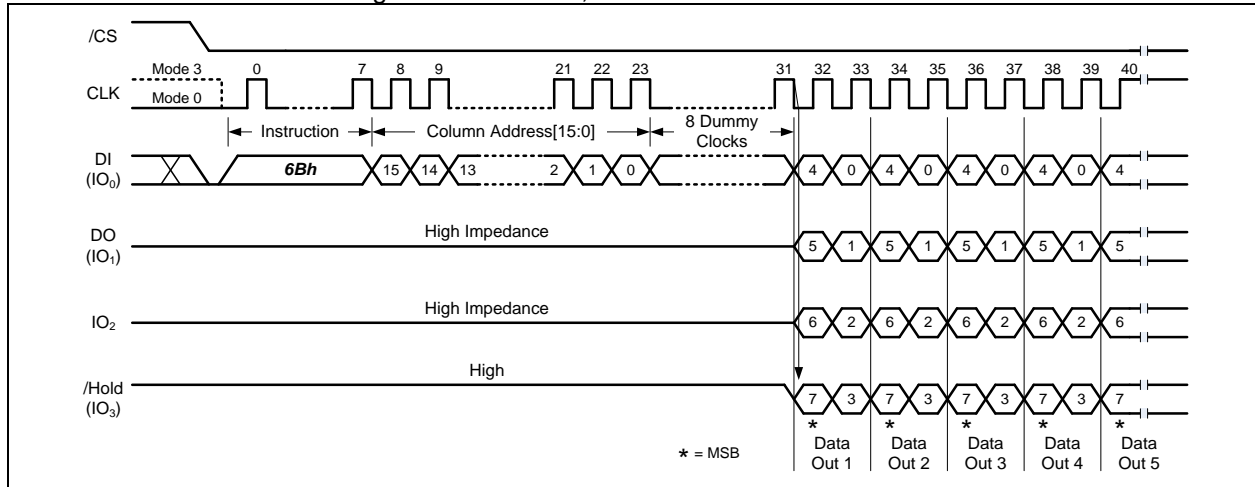 /CS
Mode 3 0 7 8 9 21 22 23 31 32 33 34 35 36 37 38 39 40
CLK
Mode 0
Instruction Column Address[15:0] 8 Dummy Clocks
DI
(IO0)
6Bh 15 14 13 2 1 0 4 0 4 0 4 0 4 0 4
High Impedance
DO
(IO1)
5 1 5 1 5 1 5 1 5
High Impedance
IO2
6 2 6 2 6 2 6 2 6
High
/Hold
(IO3)
7 3 7 3 7 3 7 3 7
* * * * *
* = MSB
Data Data Data Data Data
Out 1 Out 2 Out 3 Out 4 Out 5